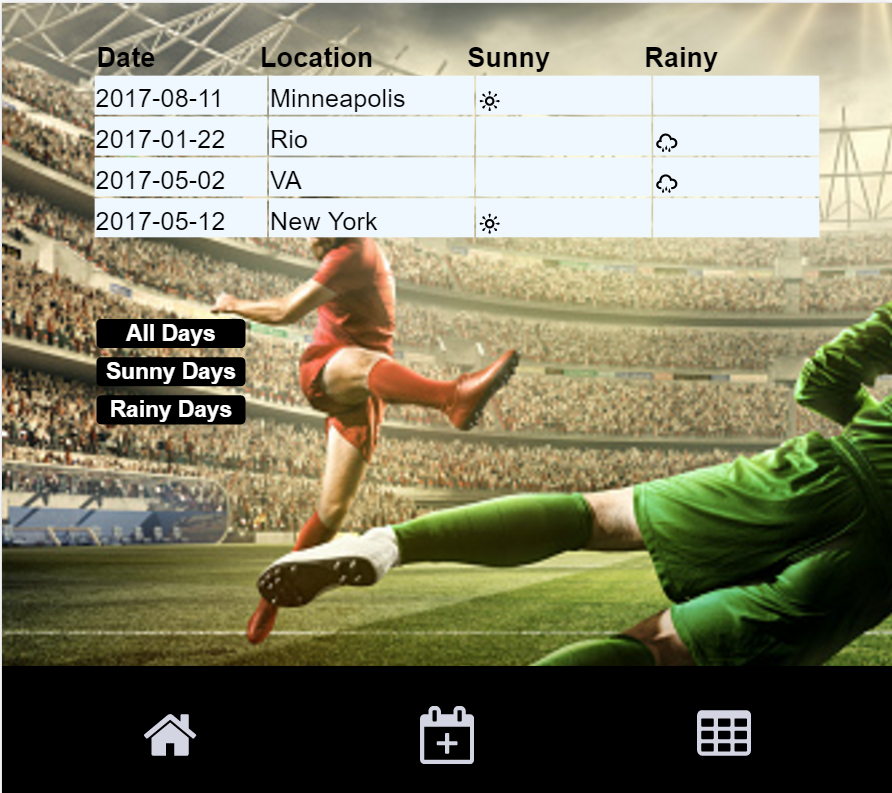 Date Location Sunny Rainy
2017-08-11 Minneapolis
2017-01-22 Rio
2017-05-02 VA
2017-05-12 New York
All Days
Sunny Days
Rainy Days